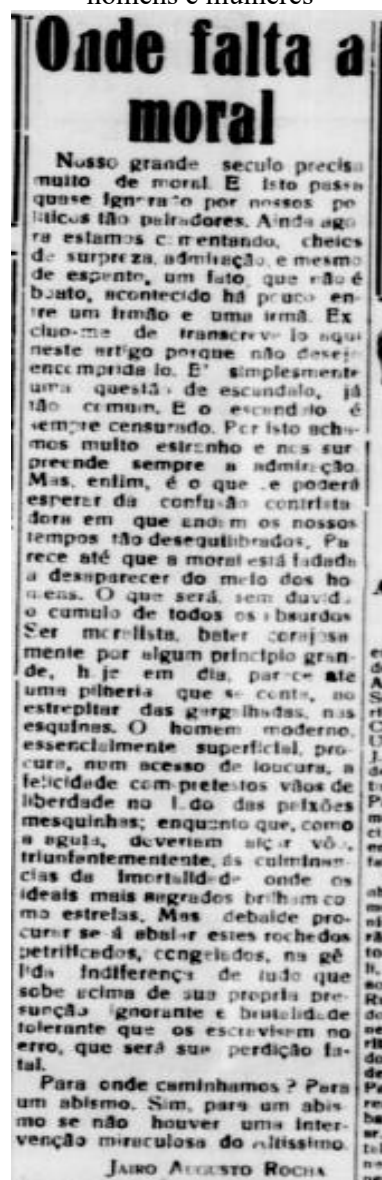 homens e mulheres
Onde falta a
moral
Nosso grande seculo precisa
muito de moral. E isto passa
quase ignorado por nossos po
liticos tão palradores. Ainda ago
ra estamos comentando, cheios
de surpreza, admiração e mesmo
de espanto, um fato, que não é
boato, acontecido há pouco en-
tre um irmão e uma irmã. Ex
cluo-me de transcreve lo aqui
neste artigo porque não desejo
encomprida lo. E' simplesmente
uma questão de escandalo, já
tão comum. E o escandalo é
sempre censurado. Por isto acha-
mos muito estranho e nos sur
preende sempre a admiração.
Mas, enfim, é o que se poderá
esperar da confusão contrista
dora em que andam os nossos
tempos tão desequilibrados. Pa
rece até que a moral está fadada
a desaparecer do meio dos ho
mens. O que será, sem duvida
o cumulo de todos os absurdos
Ser moralista, bater corajosa
mente por algum principio gran-
de, hoje em dia, parece até
uma pilheria que se conta, ao
estrepitar das gargalhadas, nas
esquinas. O homem moderno,
essencialmente superficial, pro-
cura, num acesso de loucura, a
felicidade com pretestos vãos de
liberdade no lodo das paixões
mesquinhas; enquanto que, como
a aguia, deveriam alçar vôo,
triunfantemente, ás culminan-
cias da imortalidade onde os
ideais mais sagrados brilham co
mo estrelas. Mas debalde pro-
curar se á abalar estes rochedos
petrificados, congelados, na gê
lida indiferença de tudo que
sobe acima de sua propria pre-
sunção ignorante e brutalidade
tolerante que os escravisem no
erro, que será sua perdição fa-
tal.
Para onde caminhamos? Para
um abismo. Sim, para um abis-
mo se não houver uma inter-
venção miraculosa do Altissimo.
JAIRO AUGUSTO ROCHA